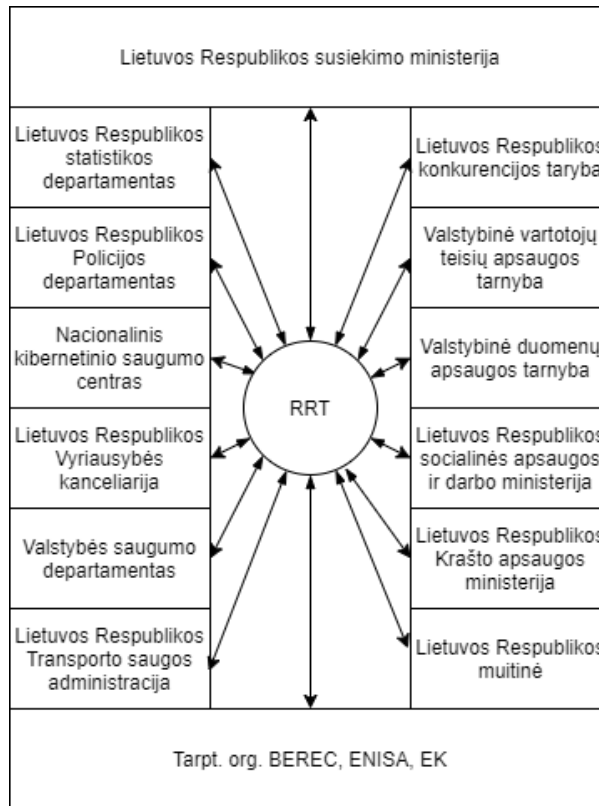 Lietuvos Respublikos susiekimo ministerija
Lietuvos Respublikos
statistikos
departamentas
Lietuvos Respublikos
Policijos
departamentas
Nacionalinis
kibernetinio saugumo
centras
Lietuvos Respublikos
Vyriausybės
kanceliarija
Valstybės saugumo
departamentas
Lietuvos Respublikos
Transporto saugos
administracija
RRT
Lietuvos Respublikos
konkurencijos taryba
Valstybinė vartotojų
teisių apsaugos
tarnyba
Valstybinė duomenų
apsaugos tarnyba
Lietuvos Respublikos
socialinės apsaugos
ir darbo ministerija
Lietuvos Respublikos
Krašto apsaugos
ministerija
Lietuvos Respublikos
muitinė
Tarpt. org. BEREC, ENISA, EK